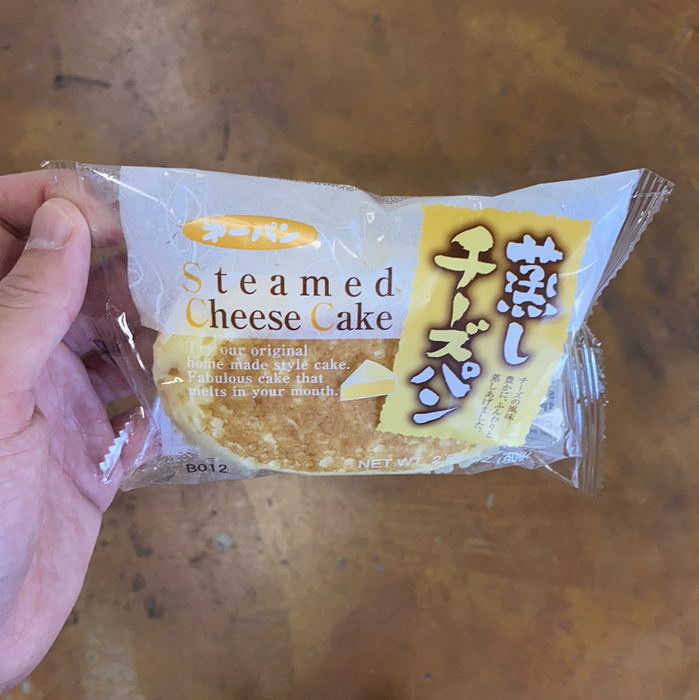 オーパン
Steamed
Cheese Cake
Try our original
home made style cake.
Fabulous cake that
melts in your mouth.
蒸し
チーズパン
チーズの風味
豊かに、ふんわりと
蒸しあげました。
B012
NET WT.